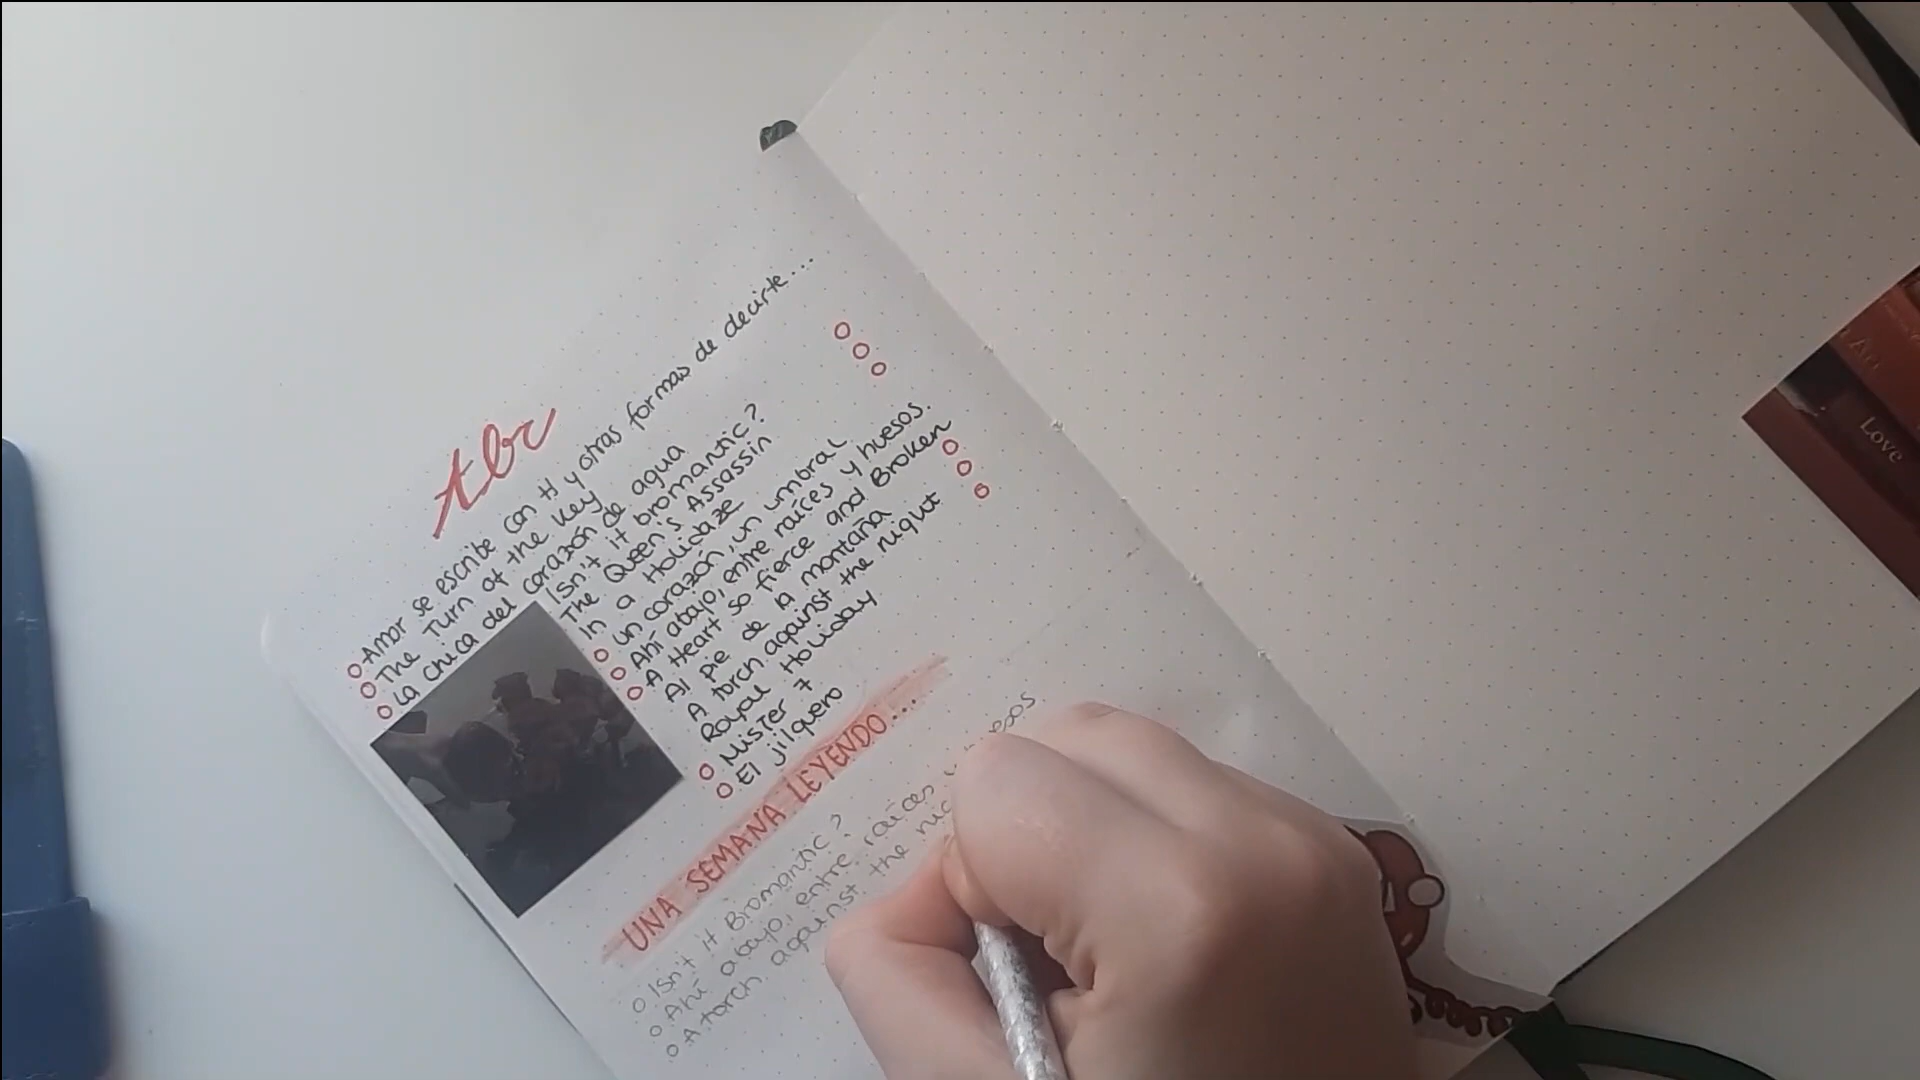 tbr
Amor se escribe con H y otras formas de decirte...
The Turn of the Key
La chica del corazón de agua
Isn't it bromantic?
The Queen's Assassin
In a Holidaze
un corazón, un umbral
Ahí abajo, entre raíces y huesos.
A Heart so fierce and Broken
Al pie de la montaña
A torch against the night
Royal Holiday
Mister 7
El jilguero
UNA SEMANA LEYENDO...
Isn't it Bromantic?
Ahí abajo, entre raíces y huesos
A torch against the
Love